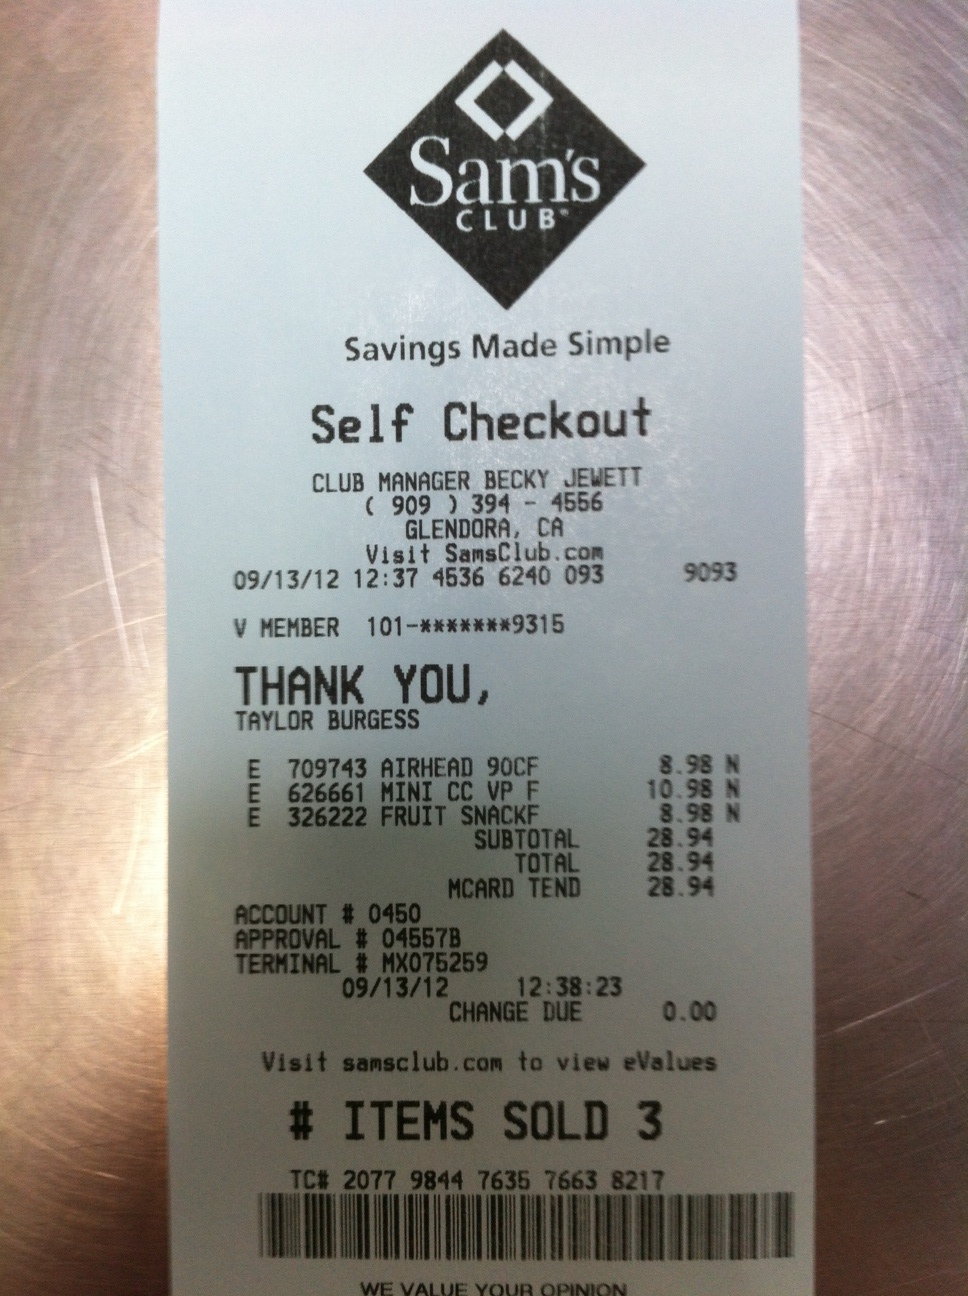 Sam's
CLUB
Savings Made Simple
Self Checkout
CLUB MANAGER BECKY JEWETT
( 909 ) 394 - 4556
GLENDORA, CA
Visit SamsClub.com
09/13/12 12:37 4536 6240 093 9093
V MEMBER 101-*******9315
THANK YOU,
TAYLOR BURGESS
E 709743 AIRHEAD 90CF 8.98 N
E 626661 MINI CC VP F 10.98 N
E 326222 FRUIT SNACKF 8.98 N
SUBTOTAL 28.94
TOTAL 28.94
MCARD TEND 28.94
ACCOUNT # 0450
APPROVAL # 04557B
TERMINAL # MX075259
09/13/12 12:38:23
CHANGE DUE 0.00
Visit samsclub.com to view eValues
# ITEMS SOLD 3
TC# 2077 9844 7635 7663 8217
WE VALUE YOUR OPINION